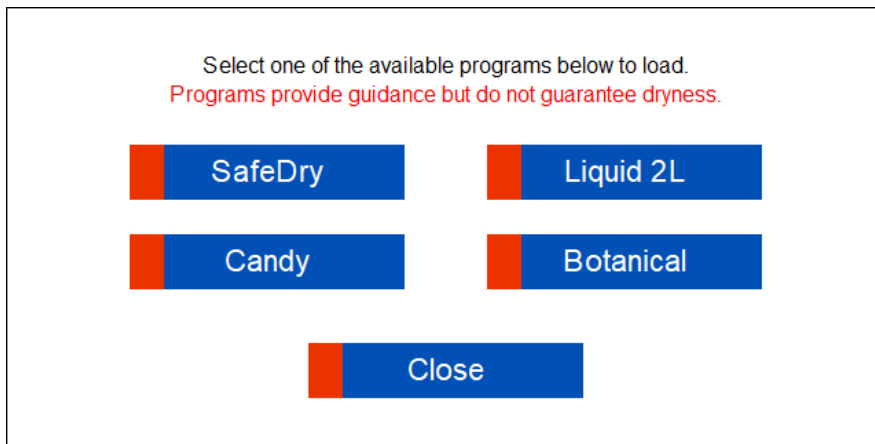 Select one of the available programs below to load.
Programs provide guidance but do not guarantee dryness.
SafeDry
Liquid 2L
Candy
Botanical
Close